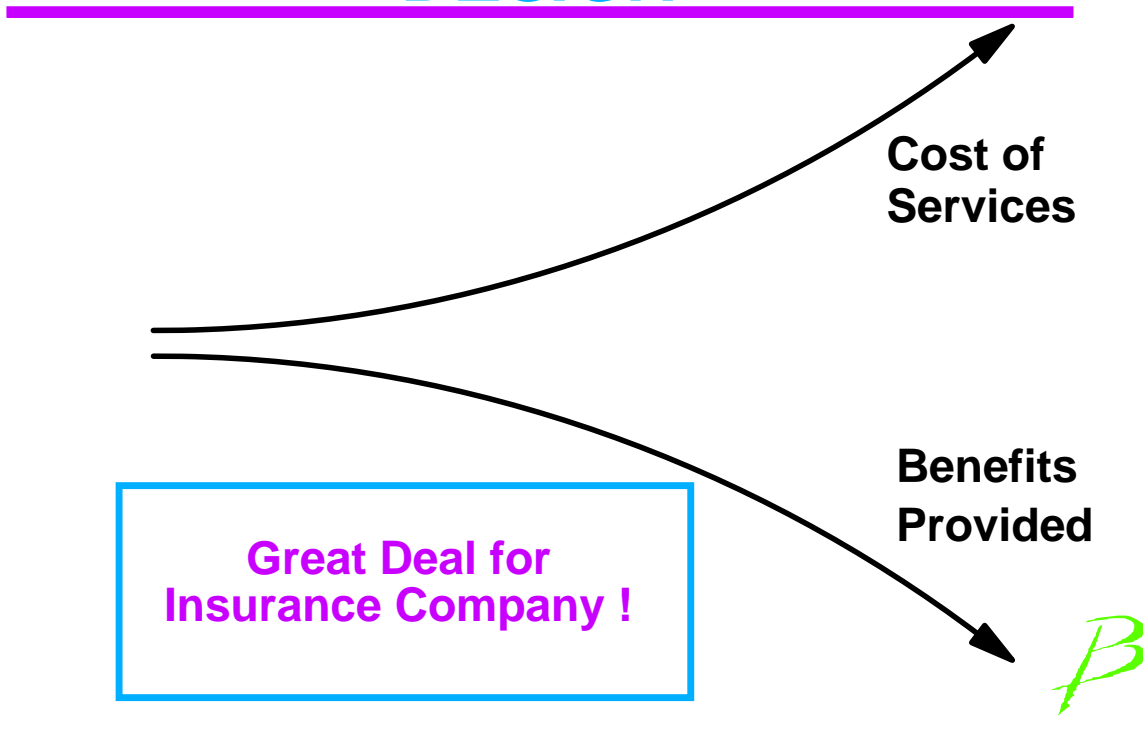 Cost of
Services
Benefits
Provided
Great Deal for
Insurance Company !
B